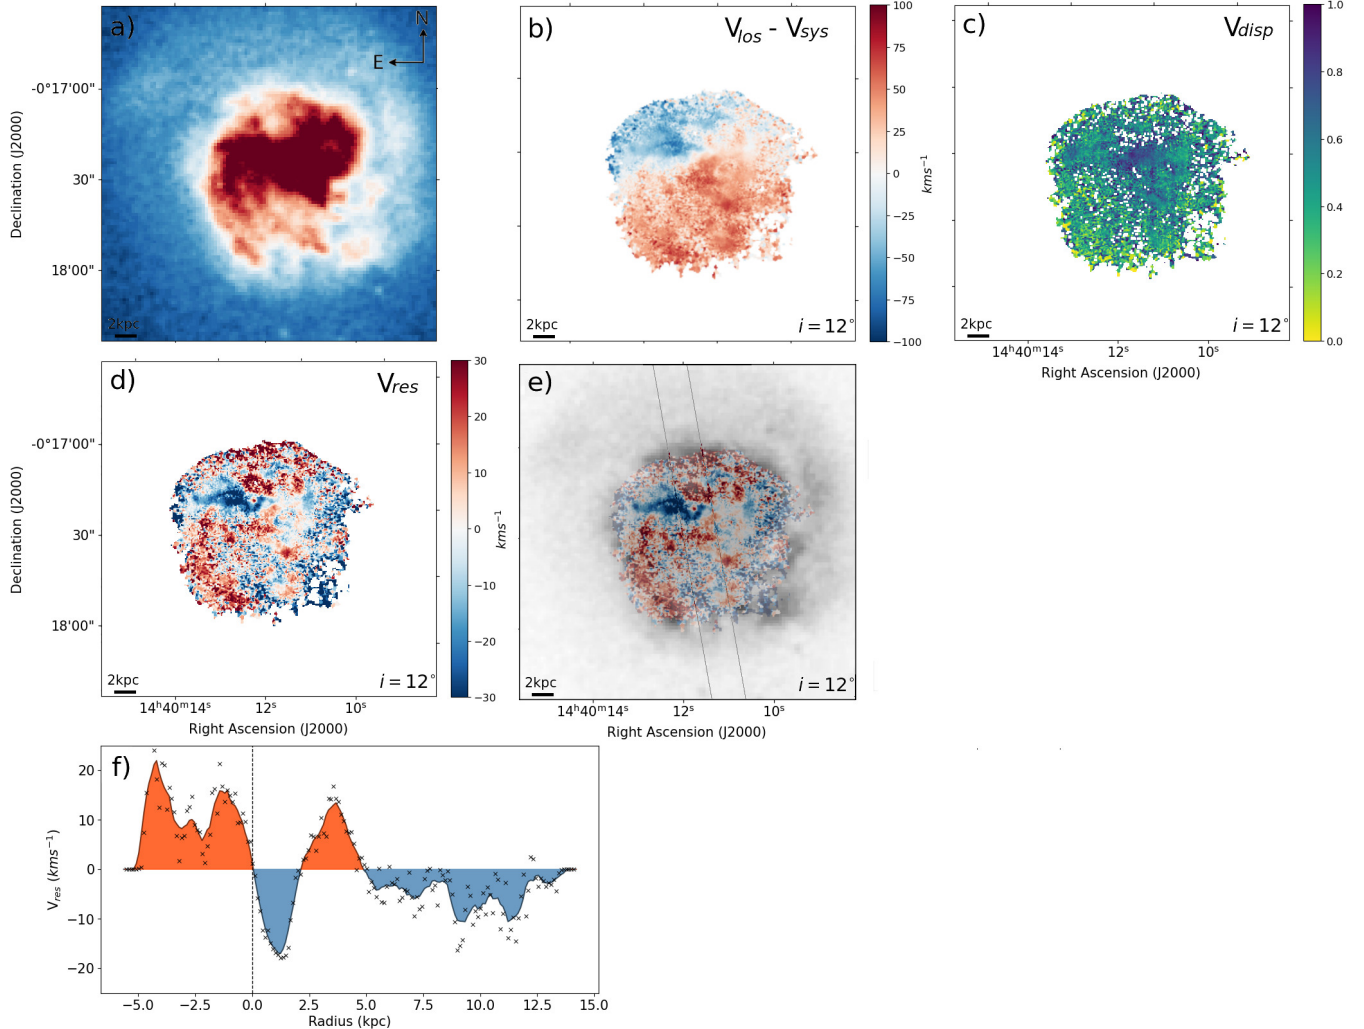 a)
N
E
-0°17'00"
30"
18'00"
Declination (J2000)
2kpc
b)
Vlos - Vsys
2kpc
i = 12°
100
75
50
25
0
−25
−50
−75
−100
kms−1
c)
Vdisp
2kpc
i = 12°
14h40m14s
12s
10s
Right Ascension (J2000)
1.0
0.8
0.6
0.4
0.2
0.0
d)
Vres
-0°17'00"
30"
18'00"
Declination (J2000)
2kpc
i = 12°
14h40m14s
12s
10s
Right Ascension (J2000)
30
20
10
0
−10
−20
−30
kms−1
e)
2kpc
i = 12°
14h40m14s
12s
10s
Right Ascension (J2000)
f)
20
10
0
−10
−20
Vres (kms−1)
−5.0
−2.5
0.0
2.5
5.0
7.5
10.0
12.5
15.0
Radius (kpc)